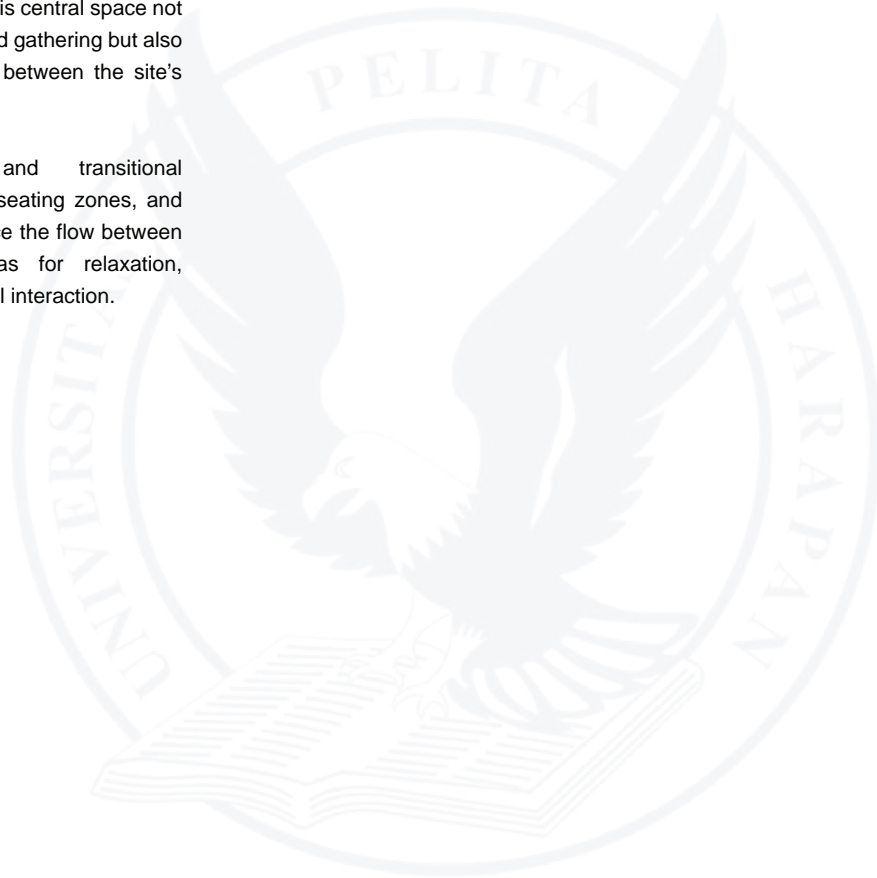 is central space not
d gathering but also
between the site's
and transitional
seating zones, and
e the flow between
as for relaxation,
l interaction.
UNIVERSITAS PELITA HARAPAN